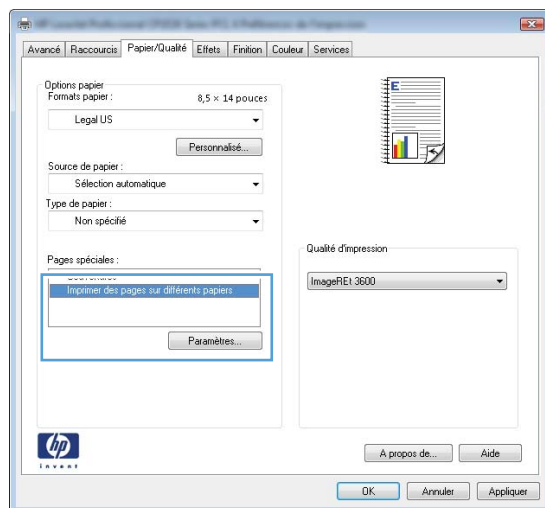 Avancé Raccourcis Papier/Qualité Effets Finition Couleur Services
Options papier
Formats papier :
8,5 × 14 pouces
Legal US
Personnalisé...
Source de papier :
Sélection automatique
Type de papier :
Non spécifié
Pages spéciales :
Imprimer des pages sur différents papiers
Paramètres...
E
Qualité d'impression
ImageREt 3600
hp
invent
A propos de...
Aide
OK
Annuler
Appliquer